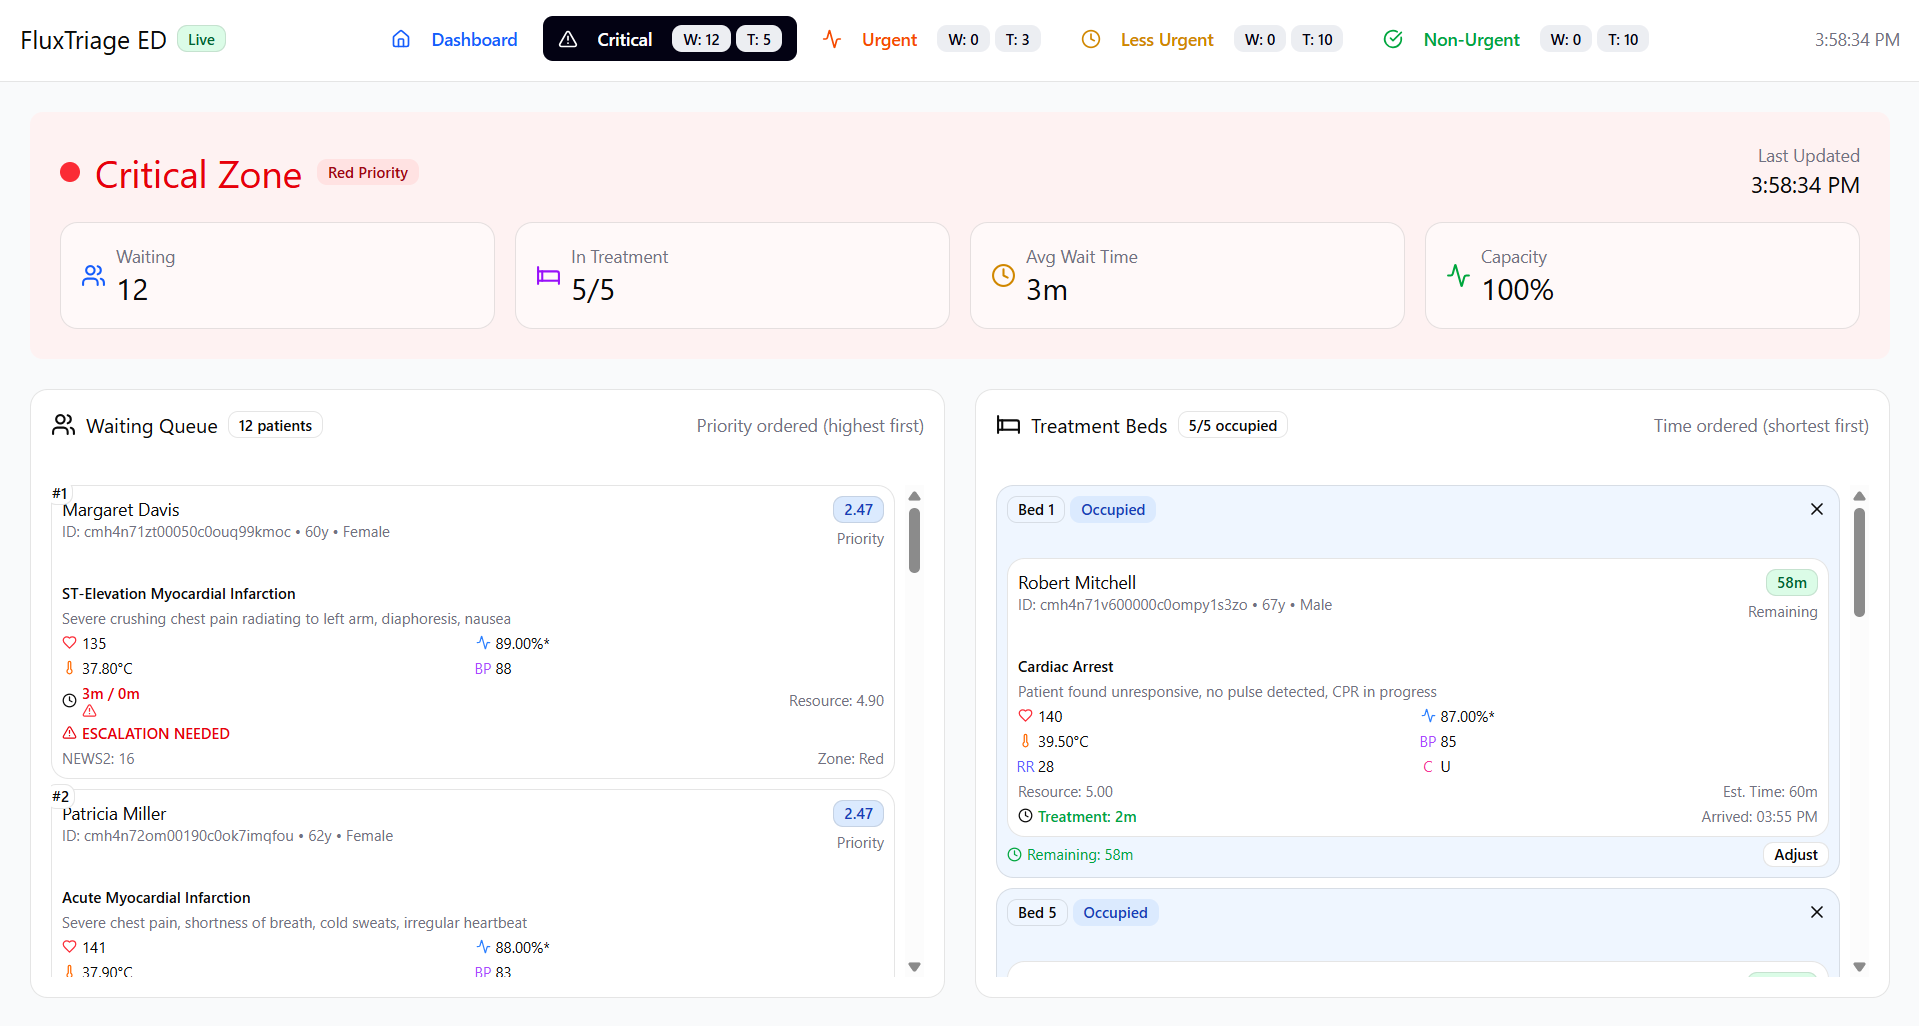 FluxTriage ED Live Dashboard Critical W: 12 T: 5 Urgent W: 0 T: 3 Less Urgent W: 0 T: 10 Non-Urgent W: 0 T: 10 3:58:34 PM
Critical Zone Red Priority
Last Updated
3:58:34 PM
Waiting
12
In Treatment
5/5
Avg Wait Time
3m
Capacity
100%
Waiting Queue 12 patients Priority ordered (highest first)
#1
Margaret Davis 2.47
ID: cmh4n71zt00050c0ouq99kmoc • 60y • Female
Priority
ST-Elevation Myocardial Infarction
Severe crushing chest pain radiating to left arm, diaphoresis, nausea
135 89.00%*
37.80°C BP 88
3m / 0m Resource: 4.90
ESCALATION NEEDED
NEWS2: 16 Zone: Red
#2
Patricia Miller 2.47
ID: cmh4n72om00190c0ok7imqfou • 62y • Female
Priority
Acute Myocardial Infarction
Severe chest pain, shortness of breath, cold sweats, irregular heartbeat
141 88.00%*
37.90°C BP 83
Treatment Beds 5/5 occupied Time ordered (shortest first)
Bed 1 Occupied
Robert Mitchell 58m
ID: cmh4n71v600000c0ompy1s3zo • 67y • Male
Remaining
Cardiac Arrest
Patient found unresponsive, no pulse detected, CPR in progress
140 87.00%*
39.50°C BP 85
RR 28 C U
Resource: 5.00 Est. Time: 60m
Treatment: 2m Arrived: 03:55 PM
Remaining: 58m Adjust
Bed 5 Occupied